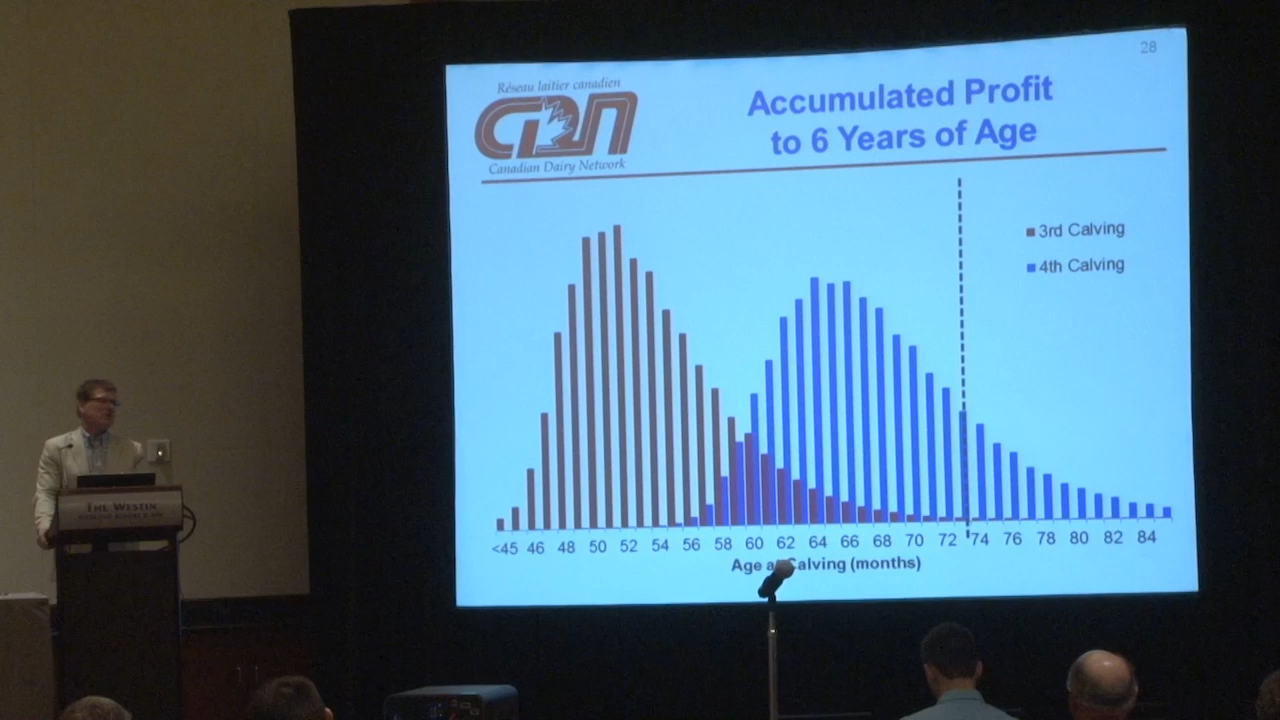 28
Réseau laitier canadien
CDN
Canadian Dairy Network
Accumulated Profit
to 6 Years of Age
3rd Calving
4th Calving
<45 46 48 50 52 54 56 58 60 62 64 66 68 70 72 74 76 78 80 82 84
Age a Calving (months)
THE WESTIN